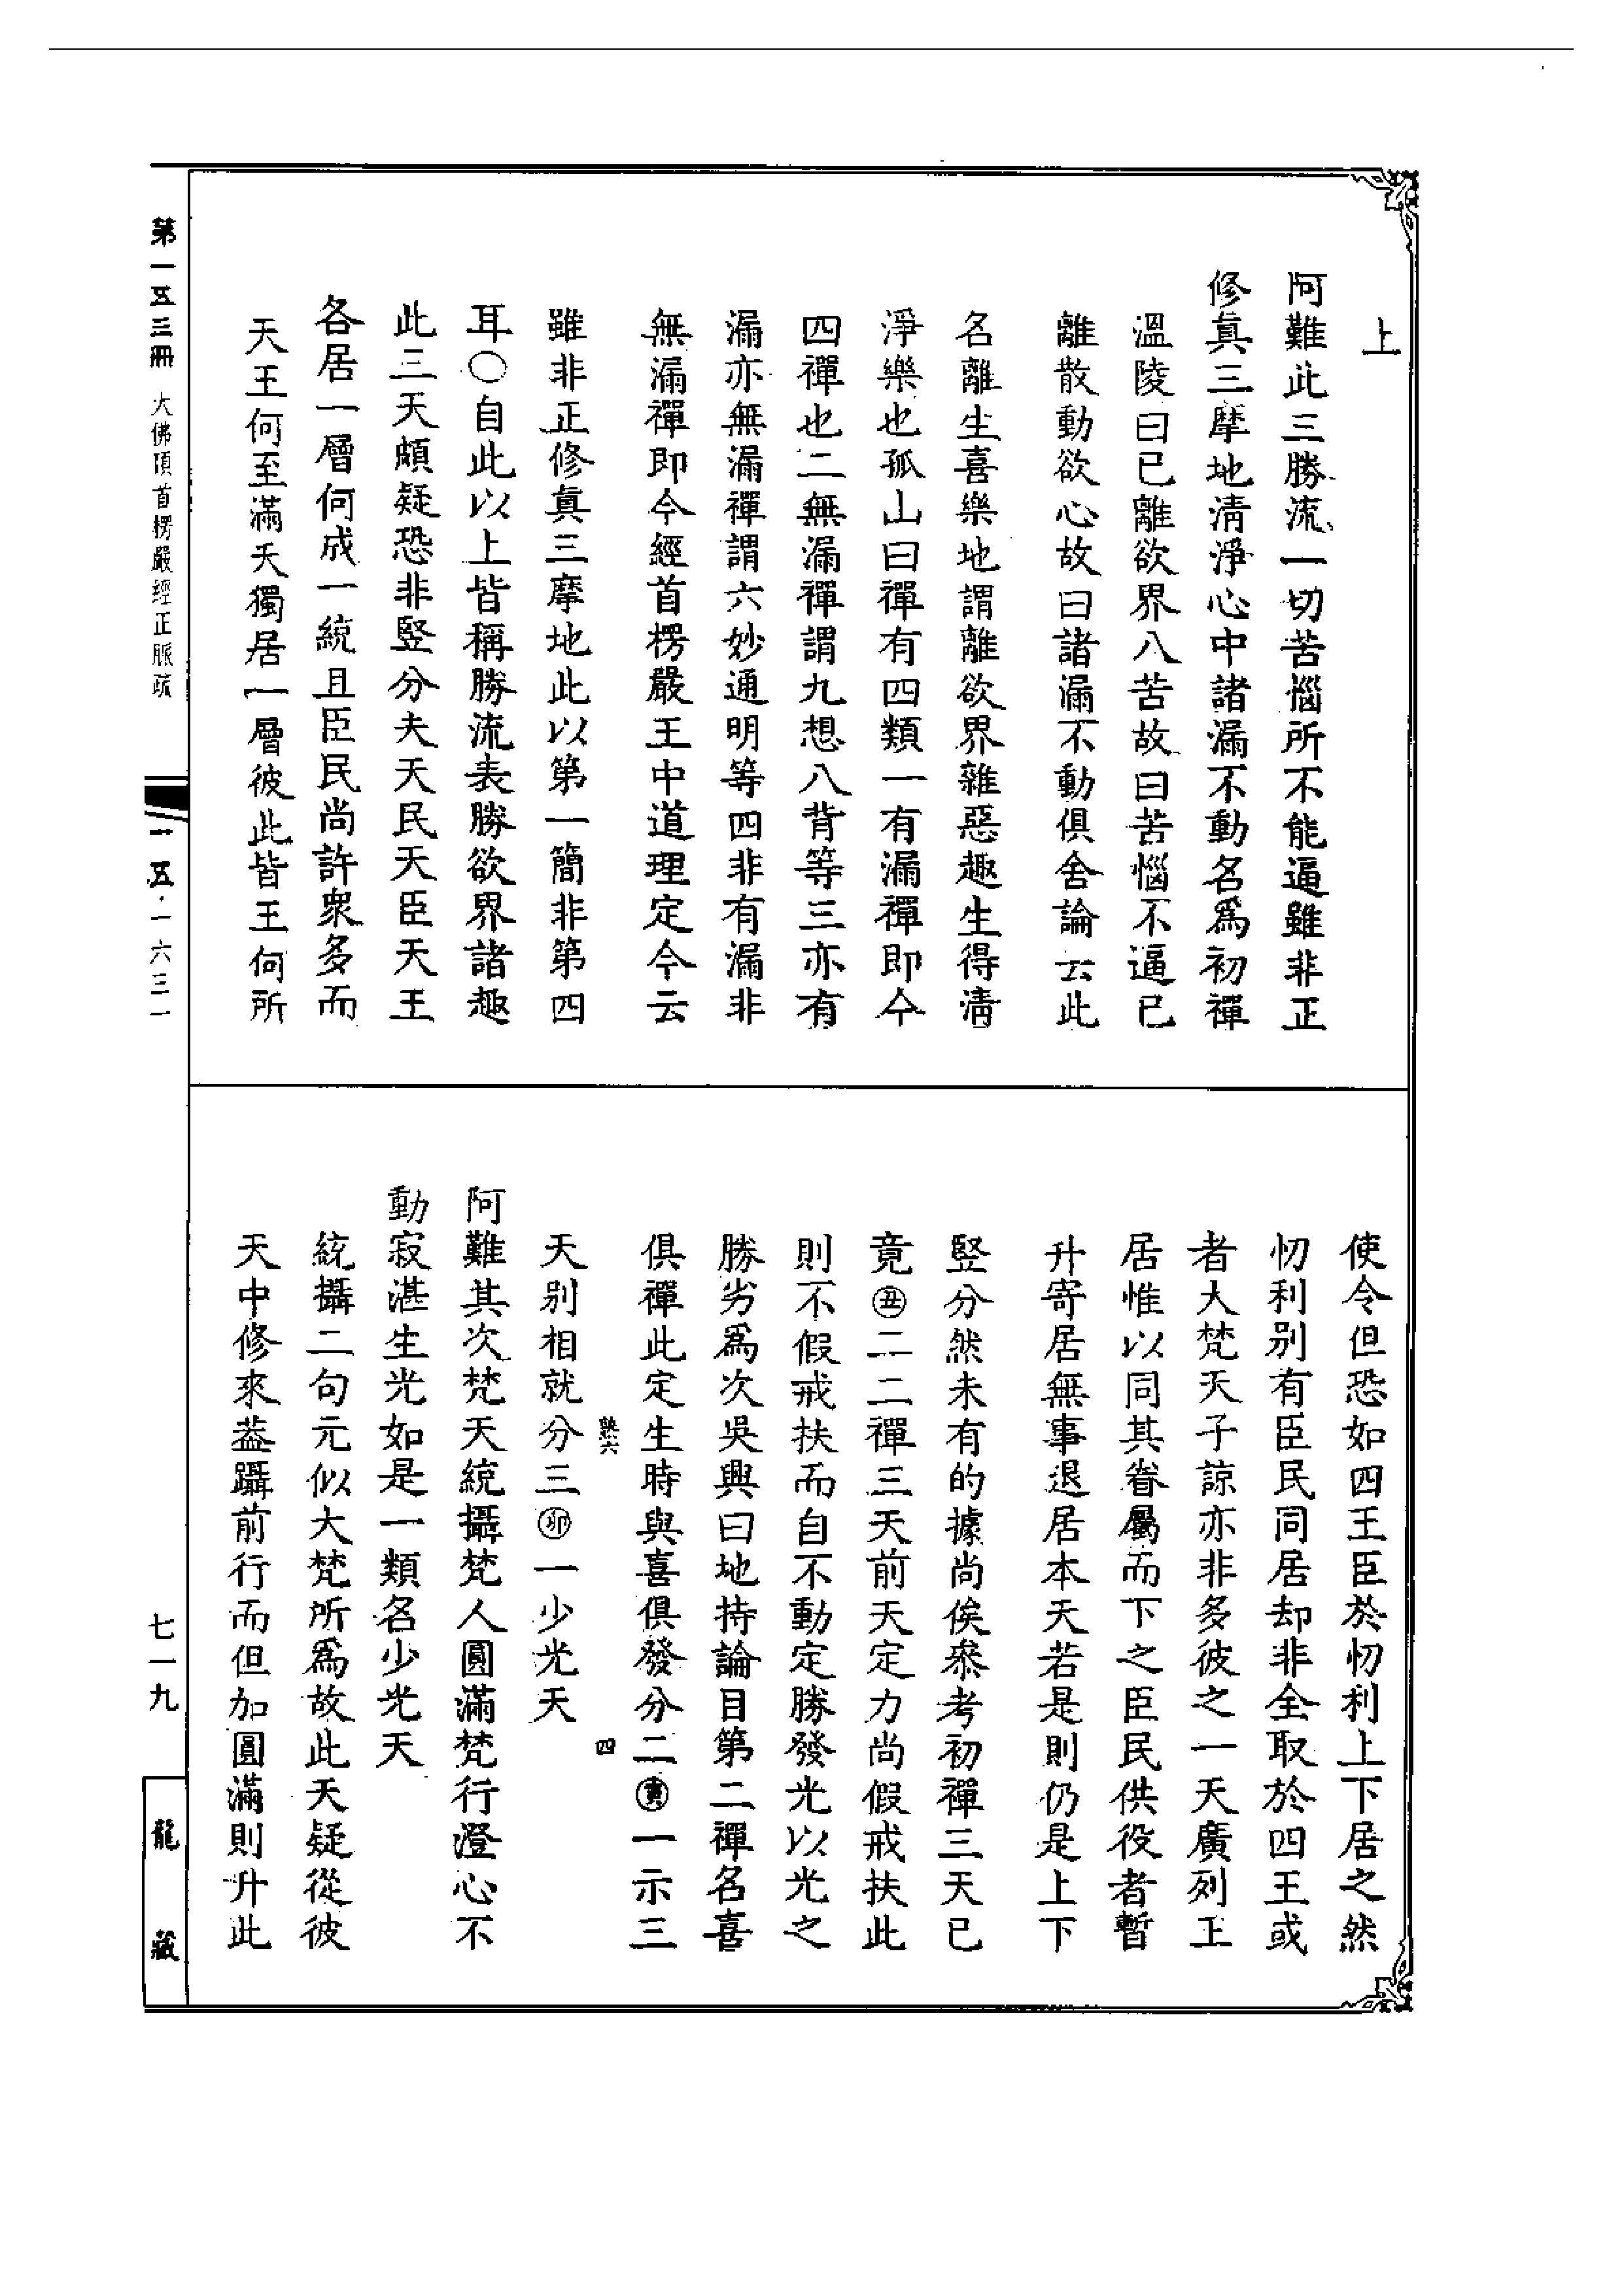 上
阿難此三勝流一切苦惱所不能逼雖非正
修真三摩地清淨心中諸漏不動名爲初禪
溫陵曰已離欲界八苦故曰苦惱不逼已
離散動欲心故曰諸漏不動俱舍論云此
名離生喜樂地謂離欲界雜惡趣生得清
淨樂也孤山曰禪有四類一有漏禪即今
四禪也二無漏禪謂九想八背等三亦有
漏亦無漏禪謂六妙通明等四非有漏非
無漏禪即今經首楞嚴王中道理定今云
雖非正修真三摩地此以第一簡非第四
耳○自此以上皆稱勝流表勝欲界諸趣
此三天頗疑恐非竪分夫天民天臣天王
各居一層何成一統且臣民尚許衆多而
天王何至滿天獨居一層彼此皆王何所
使令但恐如四王臣於忉利上下居之然
忉利別有臣民同居却非全取於四王或
者大梵天子諒亦非多彼之一天廣列王
居惟以同其眷屬而下之臣民供役者暫
升寄居無事退居本天若是則仍是上下
竪分然未有的據尚俟叅考初禪三天已
竟㊄二二禪三天前天定力尚假戒扶此
則不假戒扶而自不動定勝發光以光之
勝劣爲次吳興曰地持論目第二禪名喜
俱禪此定生時與喜俱發分二㊅一示三
天別相就分三㊞一少光天
阿難其次梵天統攝梵人圓滿梵行澄心不
動寂湛生光如是一類名少光天
統攝二句元似大梵所爲故此天疑從彼
天中修來葢躡前行而但加圓滿則升此
熟六
四
第一五三冊 大佛頂首楞嚴經正脈疏
一五·一六三一
七一九
龍藏